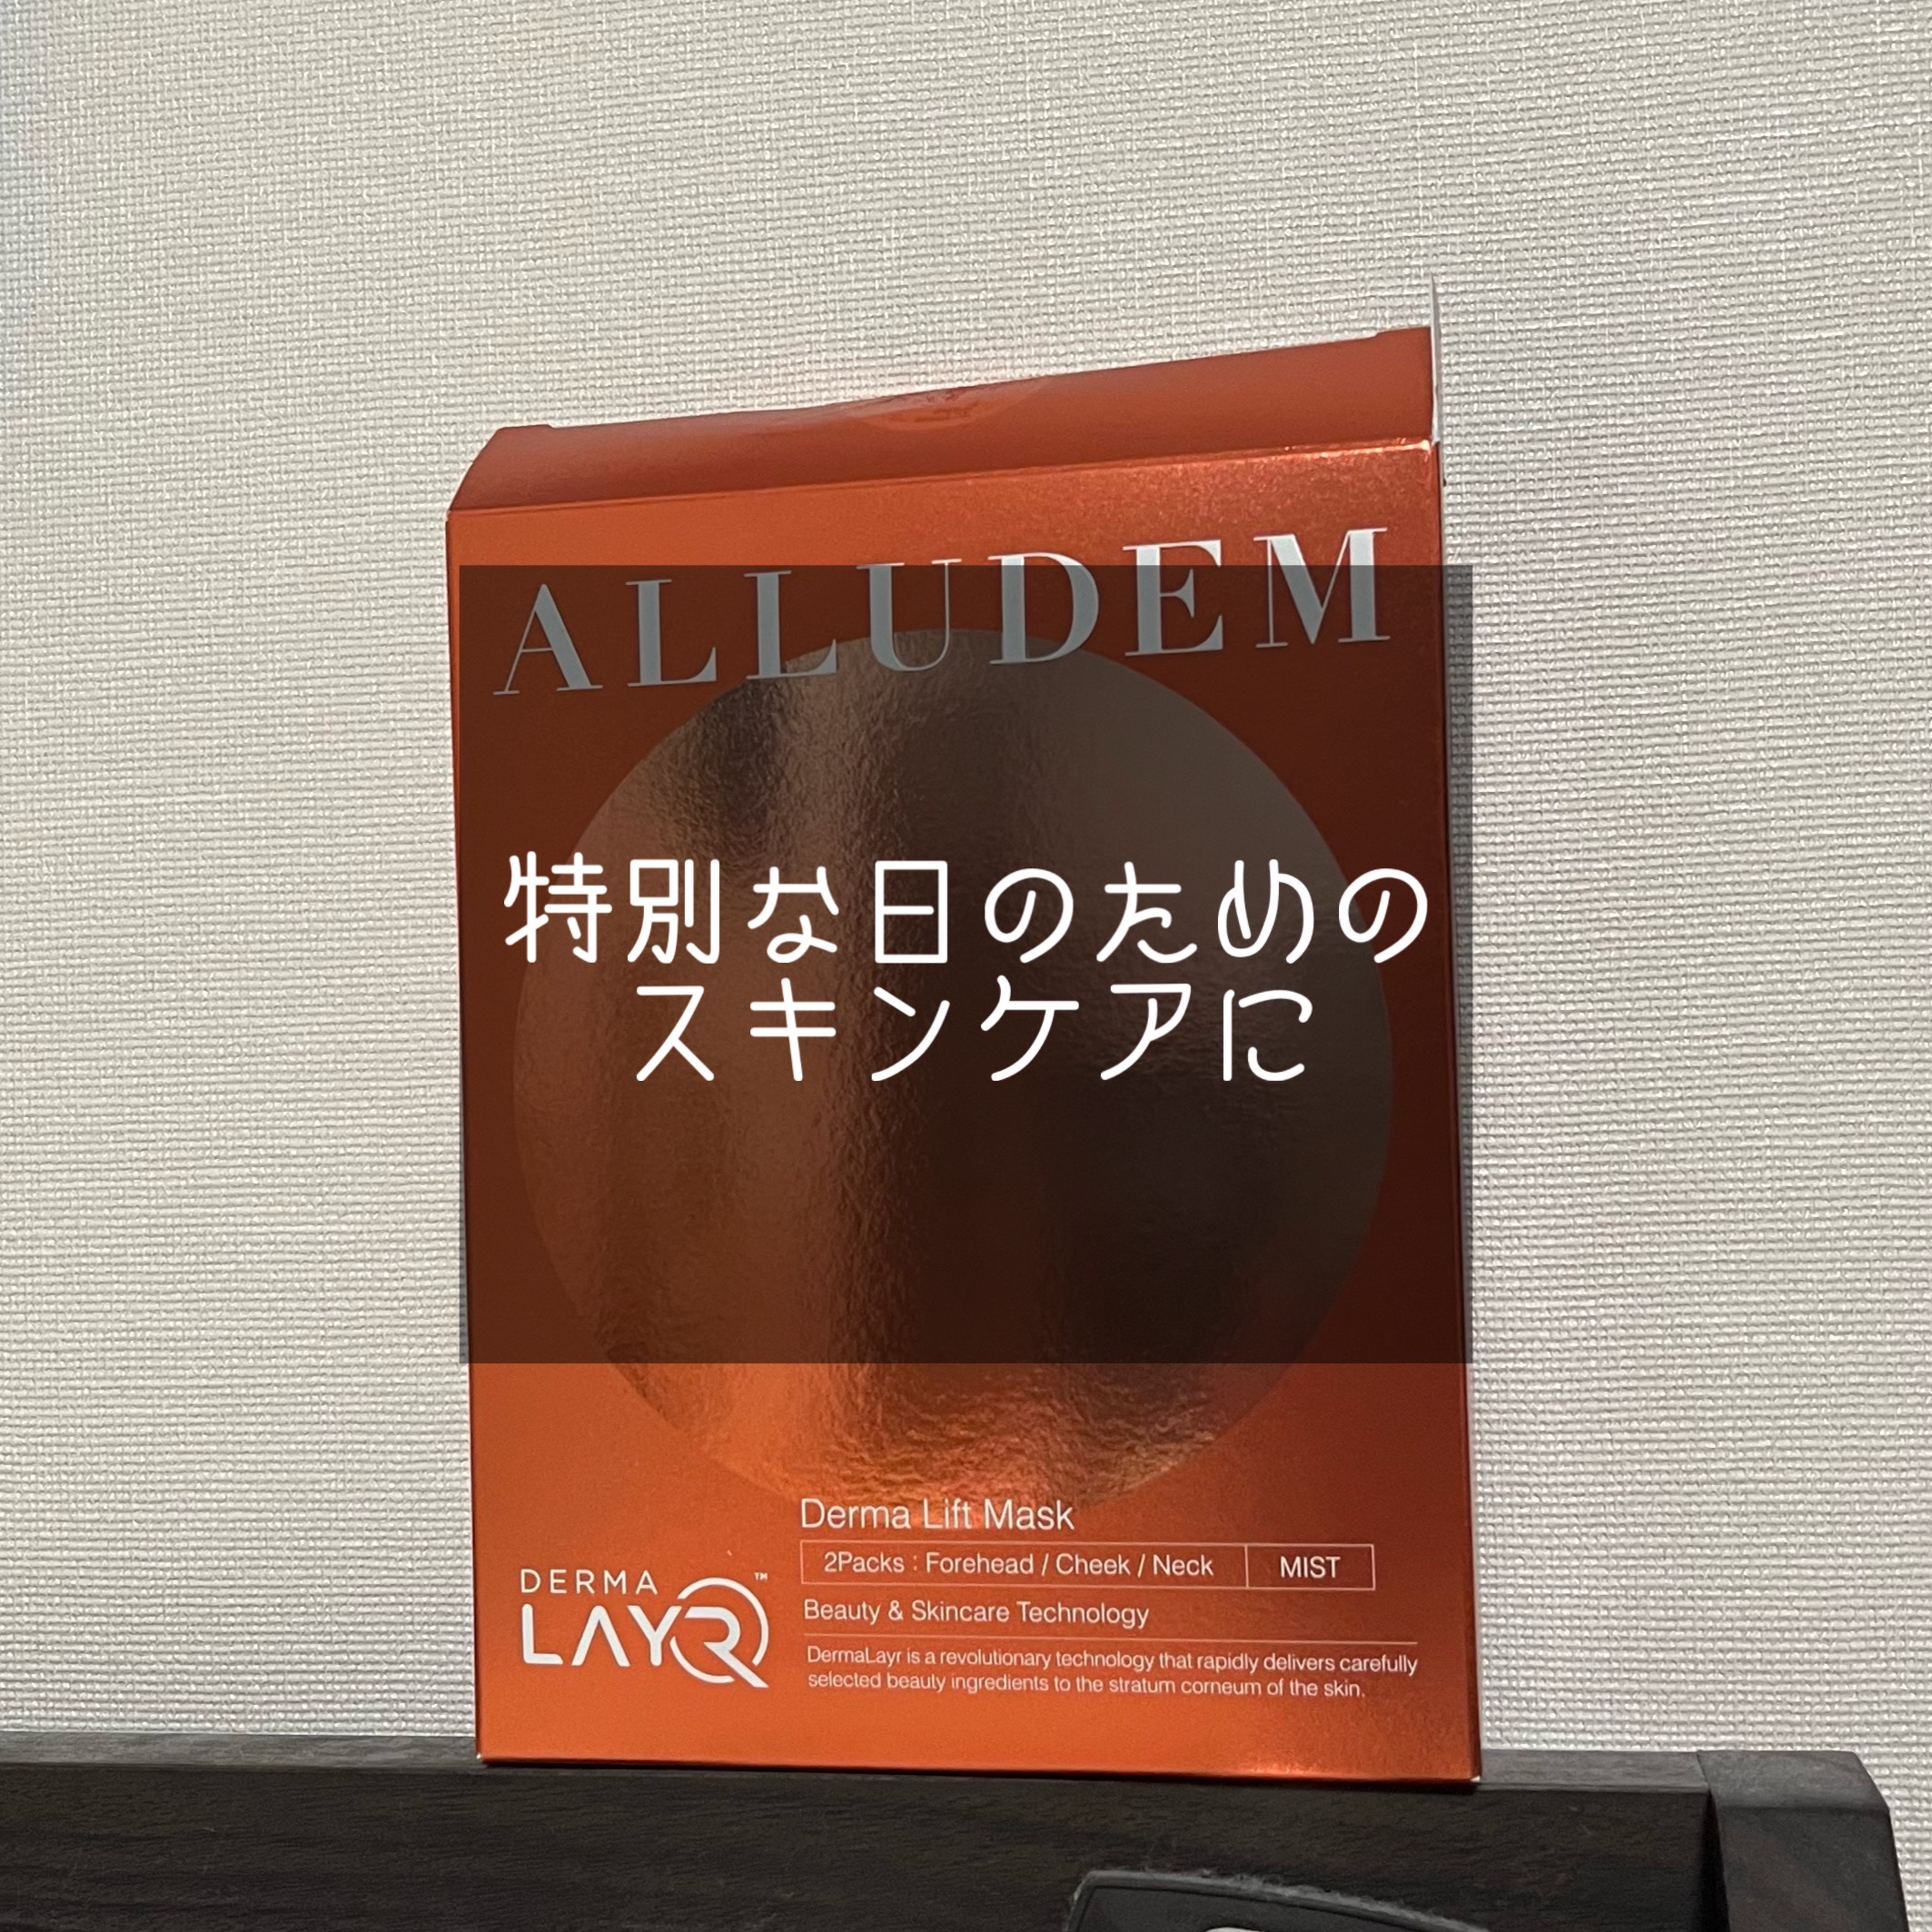 ALLUDEM
特別な日のための
スキンケアに
Derma Lift Mask
2Packs : Forehead / Cheek / Neck MIST
Beauty & Skincare Technology
DermaLayr is a revolutionary technology that rapidly delivers carefully
selected beauty ingredients to the stratum corneum of the skin.
DERMA
LAYR™